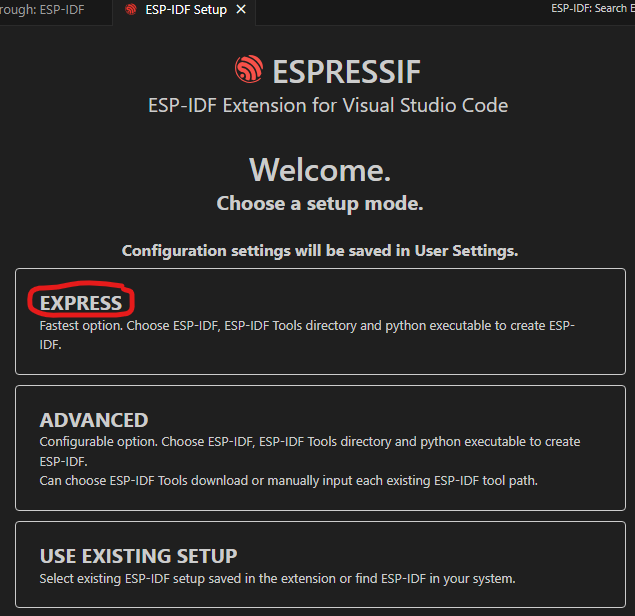 rough: ESP-IDF
ESP-IDF Setup
ESP-IDF: Search E
ESPRESSIF
ESP-IDF Extension for Visual Studio Code
Welcome.
Choose a setup mode.
Configuration settings will be saved in User Settings.
EXPRESS
Fastest option. Choose ESP-IDF, ESP-IDF Tools directory and python executable to create ESP-
IDF.
ADVANCED
Configurable option. Choose ESP-IDF, ESP-IDF Tools directory and python executable to create
ESP-IDF.
Can choose ESP-IDF Tools download or manually input each existing ESP-IDF tool path.
USE EXISTING SETUP
Select existing ESP-IDF setup saved in the extension or find ESP-IDF in your system.